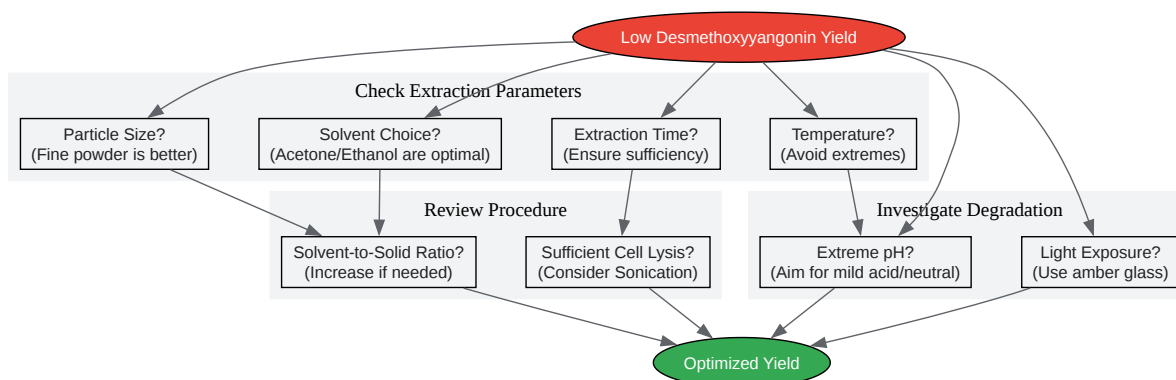 Low Desmethoxyyangonin Yield
Check Extraction Parameters
Particle Size?
(Fine powder is better)
Solvent Choice?
(Acetone/Ethanol are optimal)
Extraction Time?
(Ensure sufficiency)
Temperature?
(Avoid extremes)
Review Procedure
Investigate Degradation
Solvent-to-Solid Ratio?
(Increase if needed)
Sufficient Cell Lysis?
(Consider Sonication)
Extreme pH?
(Aim for mild acid/neutral)
Light Exposure?
(Use amber glass)
Optimized Yield